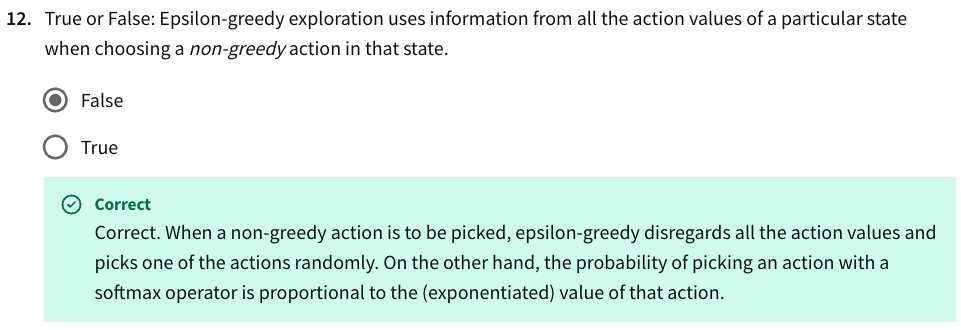 12. True or False: Epsilon-greedy exploration uses information from all the action values of a particular state
when choosing a non-greedy action in that state.
False
True
Correct
Correct. When a non-greedy action is to be picked, epsilon-greedy disregards all the action values and
picks one of the actions randomly. On the other hand, the probability of picking an action with a
softmax operator is proportional to the (exponentiated) value of that action.